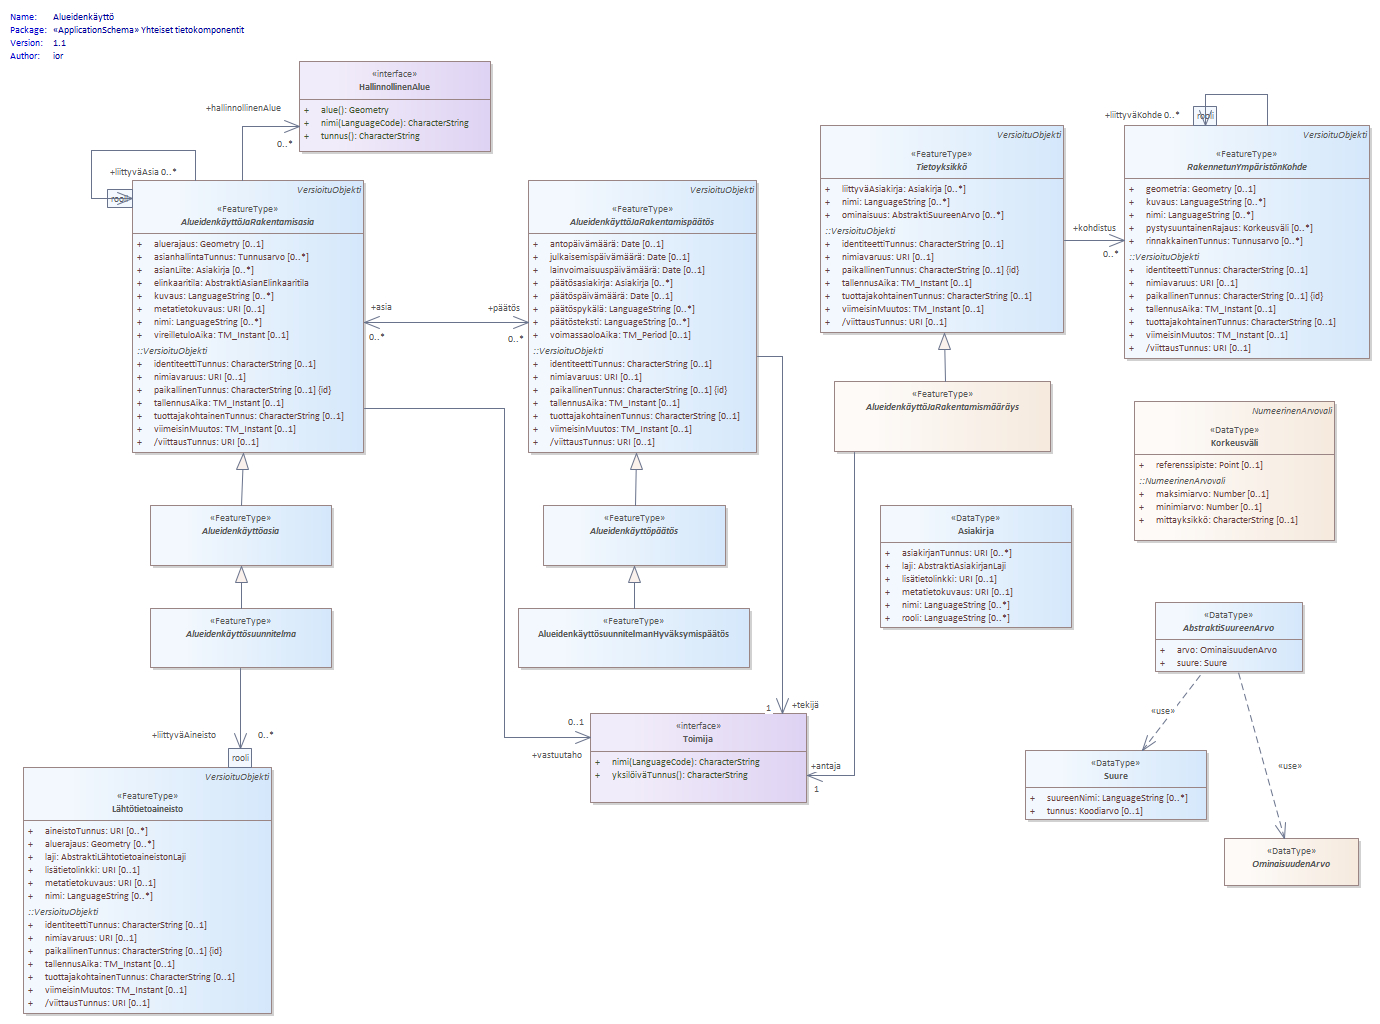 Name: Alueidenkäyttö
Package: «ApplicationSchema» Yhteiset tietokomponentit
Version: 1.1
Author: ior
«interface»
HallinnollinenAlue
+ alue(): Geometry
+ nimi(LanguageCode): CharacterString
+ tunnus(): CharacterString
+hallinnollinenAlue
0..*
+liittyväAsia 0..*
rooli
VersioituObjekti
«FeatureType»
AlueidenkäyttöJaRakentamisasia
+ aluerajaus: Geometry [0..1]
+ asianhallintaTunnus: Tunnusarvo [0..*]
+ asianLiite: Asiakirja [0..*]
+ elinkaaritila: AbstraktiAsianElinkaaritila
+ kuvaus: LanguageString [0..*]
+ metatietokuvaus: URI [0..1]
+ nimi: LanguageString [0..*]
+ vireilletuloAika: TM_Instant [0..1]
::VersioituObjekti
+ identiteettiTunnus: CharacterString [0..1]
+ nimiavaruus: URI [0..1]
+ paikallinenTunnus: CharacterString [0..1] {id}
+ tallennusAika: TM_Instant [0..1]
+ tuottajakohtainenTunnus: CharacterString [0..1]
+ viimeisinMuutos: TM_Instant [0..1]
+ /viittausTunnus: URI [0..1]
+asia
0..*
+päätös
0..*
VersioituObjekti
«FeatureType»
AlueidenkäyttöJaRakentamispäätös
+ antopäivämäärä: Date [0..1]
+ julkaisemispäivämäärä: Date [0..1]
+ lainvoimaisuuspäivämäärä: Date [0..1]
+ päätösasiakirja: Asiakirja [0..*]
+ päätöspäivämäärä: Date [0..1]
+ päätöspykälä: LanguageString [0..*]
+ päätösteksti: LanguageString [0..*]
+ voimassaoloAika: TM_Period [0..1]
::VersioituObjekti
+ identiteettiTunnus: CharacterString [0..1]
+ nimiavaruus: URI [0..1]
+ paikallinenTunnus: CharacterString [0..1] {id}
+ tallennusAika: TM_Instant [0..1]
+ tuottajakohtainenTunnus: CharacterString [0..1]
+ viimeisinMuutos: TM_Instant [0..1]
+ /viittausTunnus: URI [0..1]
VersioituObjekti
«FeatureType»
Tietoyksikkö
+ liittyväAsiakirja: Asiakirja [0..*]
+ nimi: LanguageString [0..*]
+ ominaisuus: AbstraktiSuureenArvo [0..*]
::VersioituObjekti
+ identiteettiTunnus: CharacterString [0..1]
+ nimiavaruus: URI [0..1]
+ paikallinenTunnus: CharacterString [0..1] {id}
+ tallennusAika: TM_Instant [0..1]
+ tuottajakohtainenTunnus: CharacterString [0..1]
+ viimeisinMuutos: TM_Instant [0..1]
+ /viittausTunnus: URI [0..1]
+kohdistus
0..*
+liittyväKohde 0..*
rooli
VersioituObjekti
«FeatureType»
RakennetunYmpäristönKohde
+ geometria: Geometry [0..1]
+ kuvaus: LanguageString [0..*]
+ nimi: LanguageString [0..*]
+ pystysuuntainenRajaus: Korkeusväli [0..*]
+ rinnakkainenTunnus: Tunnusarvo [0..*]
::VersioituObjekti
+ identiteettiTunnus: CharacterString [0..1]
+ nimiavaruus: URI [0..1]
+ paikallinenTunnus: CharacterString [0..1] {id}
+ tallennusAika: TM_Instant [0..1]
+ tuottajakohtainenTunnus: CharacterString [0..1]
+ viimeisinMuutos: TM_Instant [0..1]
+ /viittausTunnus: URI [0..1]
«FeatureType»
AlueidenkäyttöJaRakentamismääräys
NumeerinenArvovali
«DataType»
Korkeusväli
+ referenssipiste: Point [0..1]
::NumeerinenArvovali
+ maksimiarvo: Number [0..1]
+ minimiarvo: Number [0..1]
+ mittayksikkö: CharacterString [0..1]
«FeatureType»
Alueidenkäyttöasia
«FeatureType»
Alueidenkäyttöpäätös
«DataType»
Asiakirja
+ asiakirjanTunnus: URI [0..*]
+ laji: AbstraktiAsiakirjanLaji
+ lisätietolinkki: URI [0..1]
+ metatietokuvaus: URI [0..1]
+ nimi: LanguageString [0..*]
+ rooli: LanguageString [0..*]
«FeatureType»
Alueidenkäyttösuunnitelma
«FeatureType»
AlueidenkäyttösuunnitelmanHyväksymispäätös
«DataType»
AbstraktiSuureenArvo
+ arvo: OminaisuudenArvo
+ suure: Suure
«use»
«use»
+liittyväAineisto
0..*
rooli
0..1
+vastuutaho
1
+tekijä
+antaja
1
«interface»
Toimija
+ nimi(LanguageCode): CharacterString
+ yksilöiväTunnus(): CharacterString
«DataType»
Suure
+ suureenNimi: LanguageString [0..*]
+ tunnus: Koodiarvo [0..1]
«DataType»
OminaisuudenArvo
VersioituObjekti
«FeatureType»
Lähtötietoaineisto
+ aineistoTunnus: URI [0..*]
+ aluerajaus: Geometry [0..*]
+ laji: AbstraktiLähtotietoaineistonLaji
+ lisätietolinkki: URI [0..1]
+ metatietokuvaus: URI [0..1]
+ nimi: LanguageString [0..*]
::VersioituObjekti
+ identiteettiTunnus: CharacterString [0..1]
+ nimiavaruus: URI [0..1]
+ paikallinenTunnus: CharacterString [0..1] {id}
+ tallennusAika: TM_Instant [0..1]
+ tuottajakohtainenTunnus: CharacterString [0..1]
+ viimeisinMuutos: TM_Instant [0..1]
+ /viittausTunnus: URI [0..1]